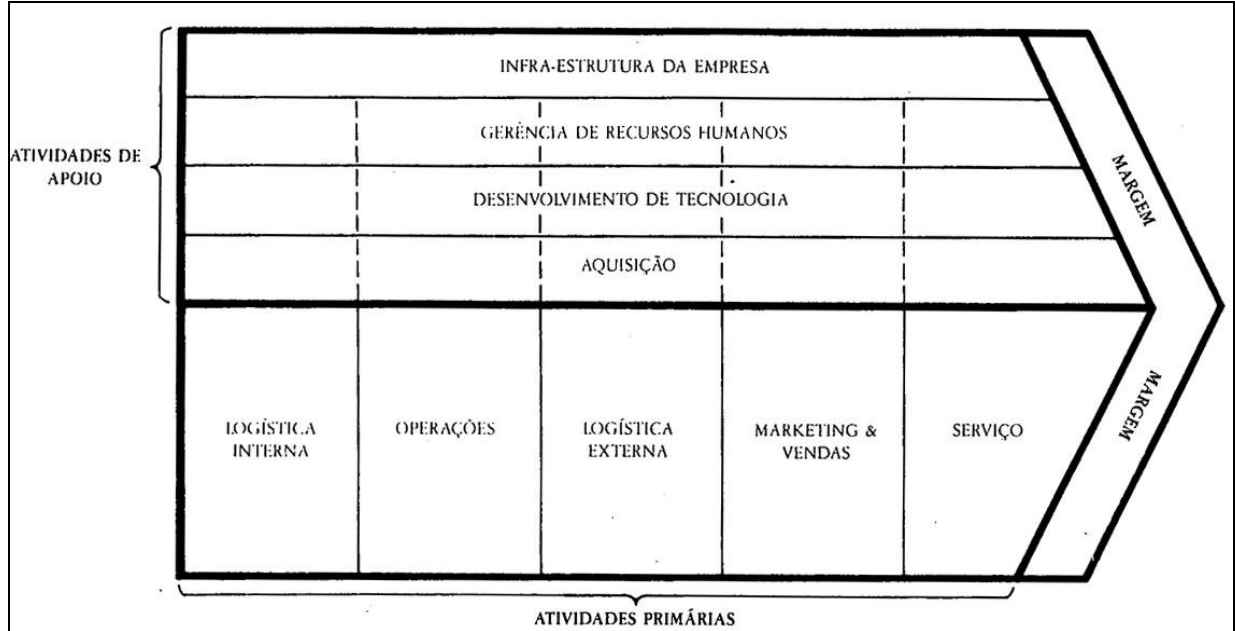 INFRA-ESTRUTURA DA EMPRESA
GERÊNCIA DE RECURSOS HUMANOS
ATIVIDADES DE
APOIO
DESENVOLVIMENTO DE TECNOLOGIA
AQUISIÇÃO
MARGEM
LOGÍSTICA
INTERNA
OPERAÇÕES
LOGÍSTICA
EXTERNA
MARKETING &
VENDAS
SERVIÇO
MARGEM
ATIVIDADES PRIMÁRIAS